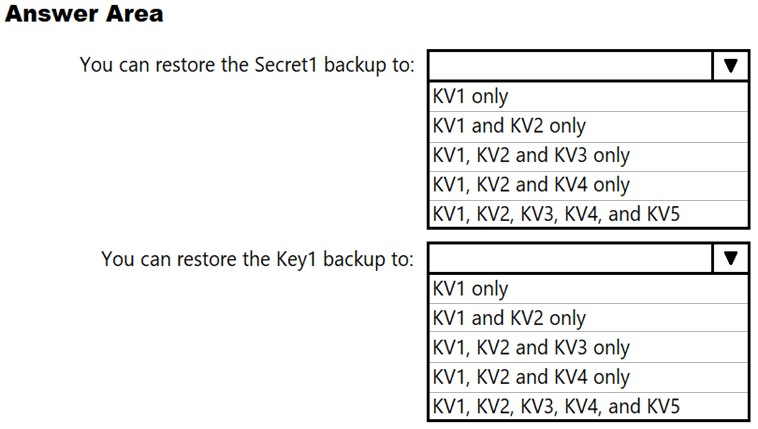 Answer Area
You can restore the Secret1 backup to:
KV1 only
KV1 and KV2 only
KV1, KV2 and KV3 only
KV1, KV2 and KV4 only
KV1, KV2, KV3, KV4, and KV5
You can restore the Key1 backup to:
KV1 only
KV1 and KV2 only
KV1, KV2 and KV3 only
KV1, KV2 and KV4 only
KV1, KV2, KV3, KV4, and KV5